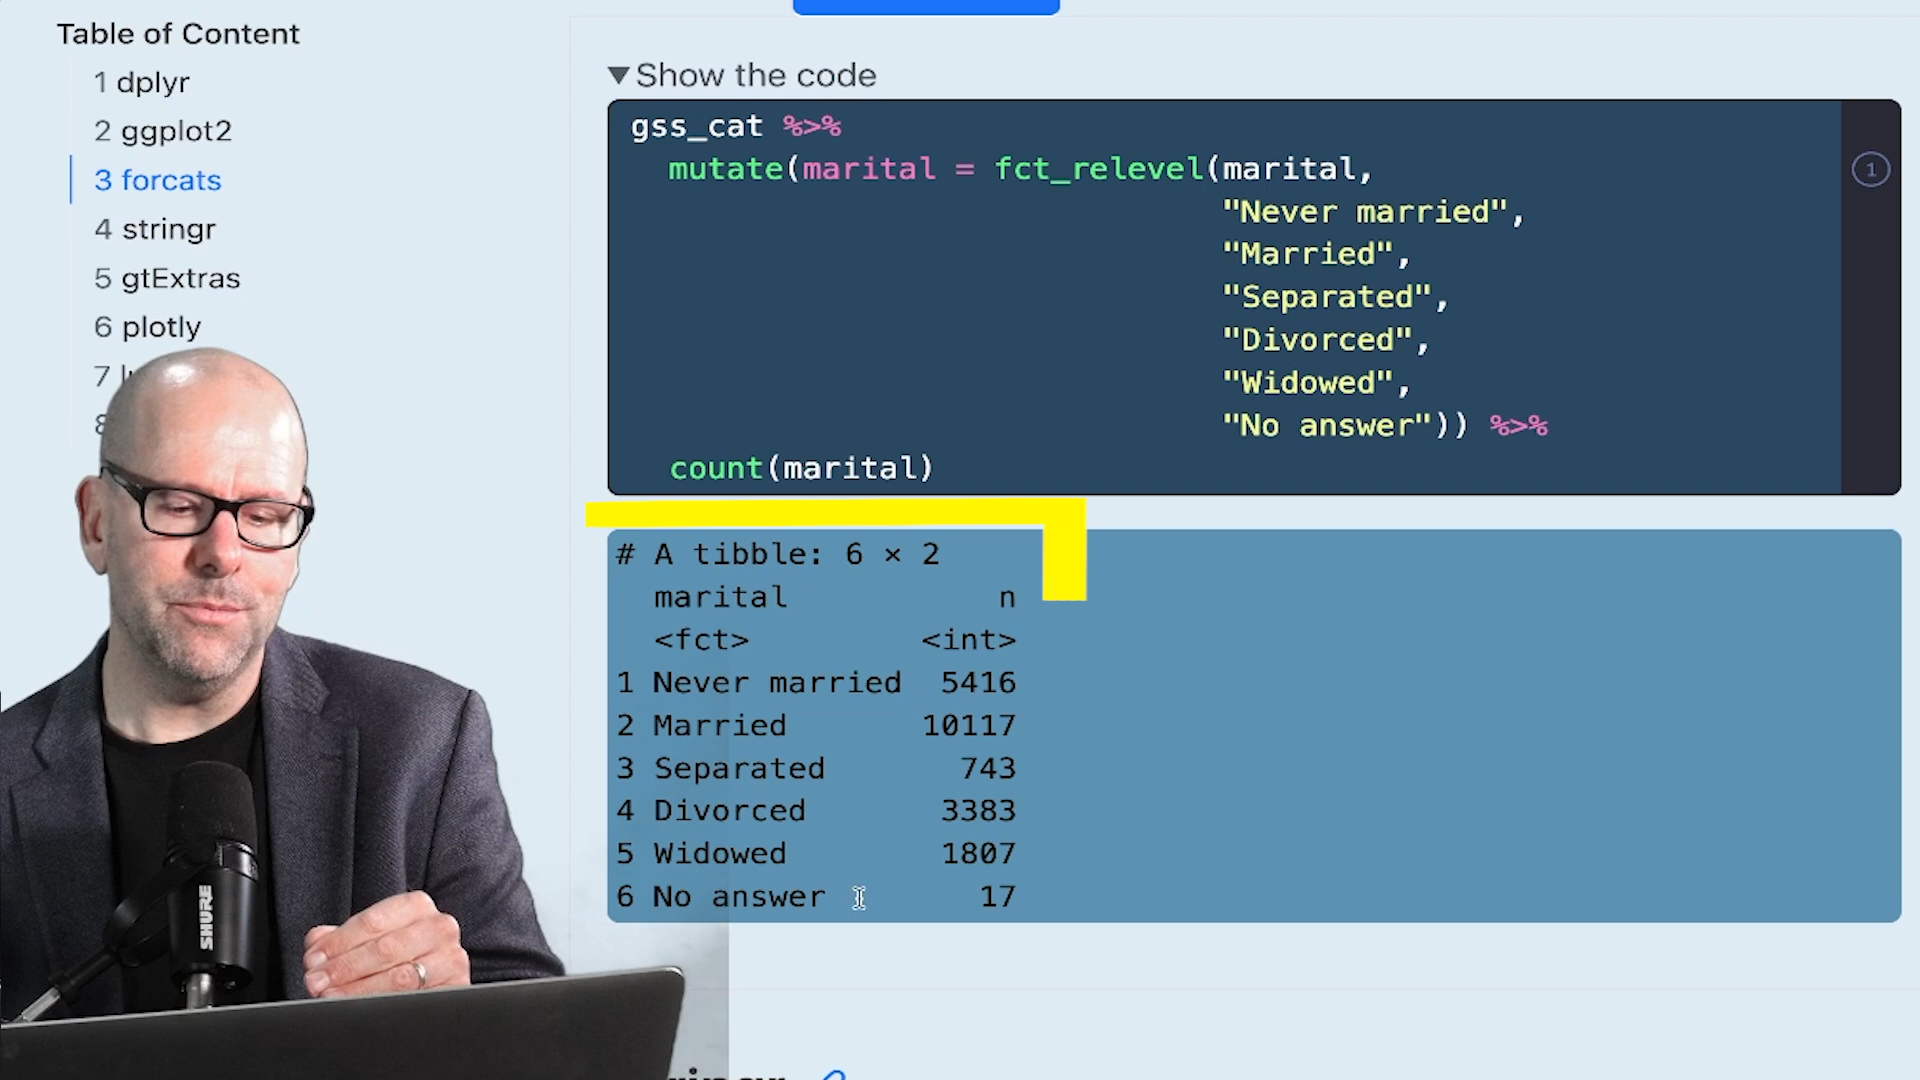 Table of Content
1 dplyr
2 ggplot2
3 forcats
4 stringr
5 gtExtras
6 plotly
7
8
▼Show the code
gss_cat %>%
mutate(marital = fct_relevel(marital,
"Never married",
"Married",
"Separated",
"Divorced",
"Widowed",
"No answer")) %>%
count(marital)
1
# A tibble: 6 × 2
marital n
<fct> <int>
1 Never married 5416
2 Married 10117
3 Separated 743
4 Divorced 3383
5 Widowed 1807
6 No answer 17
SHURE